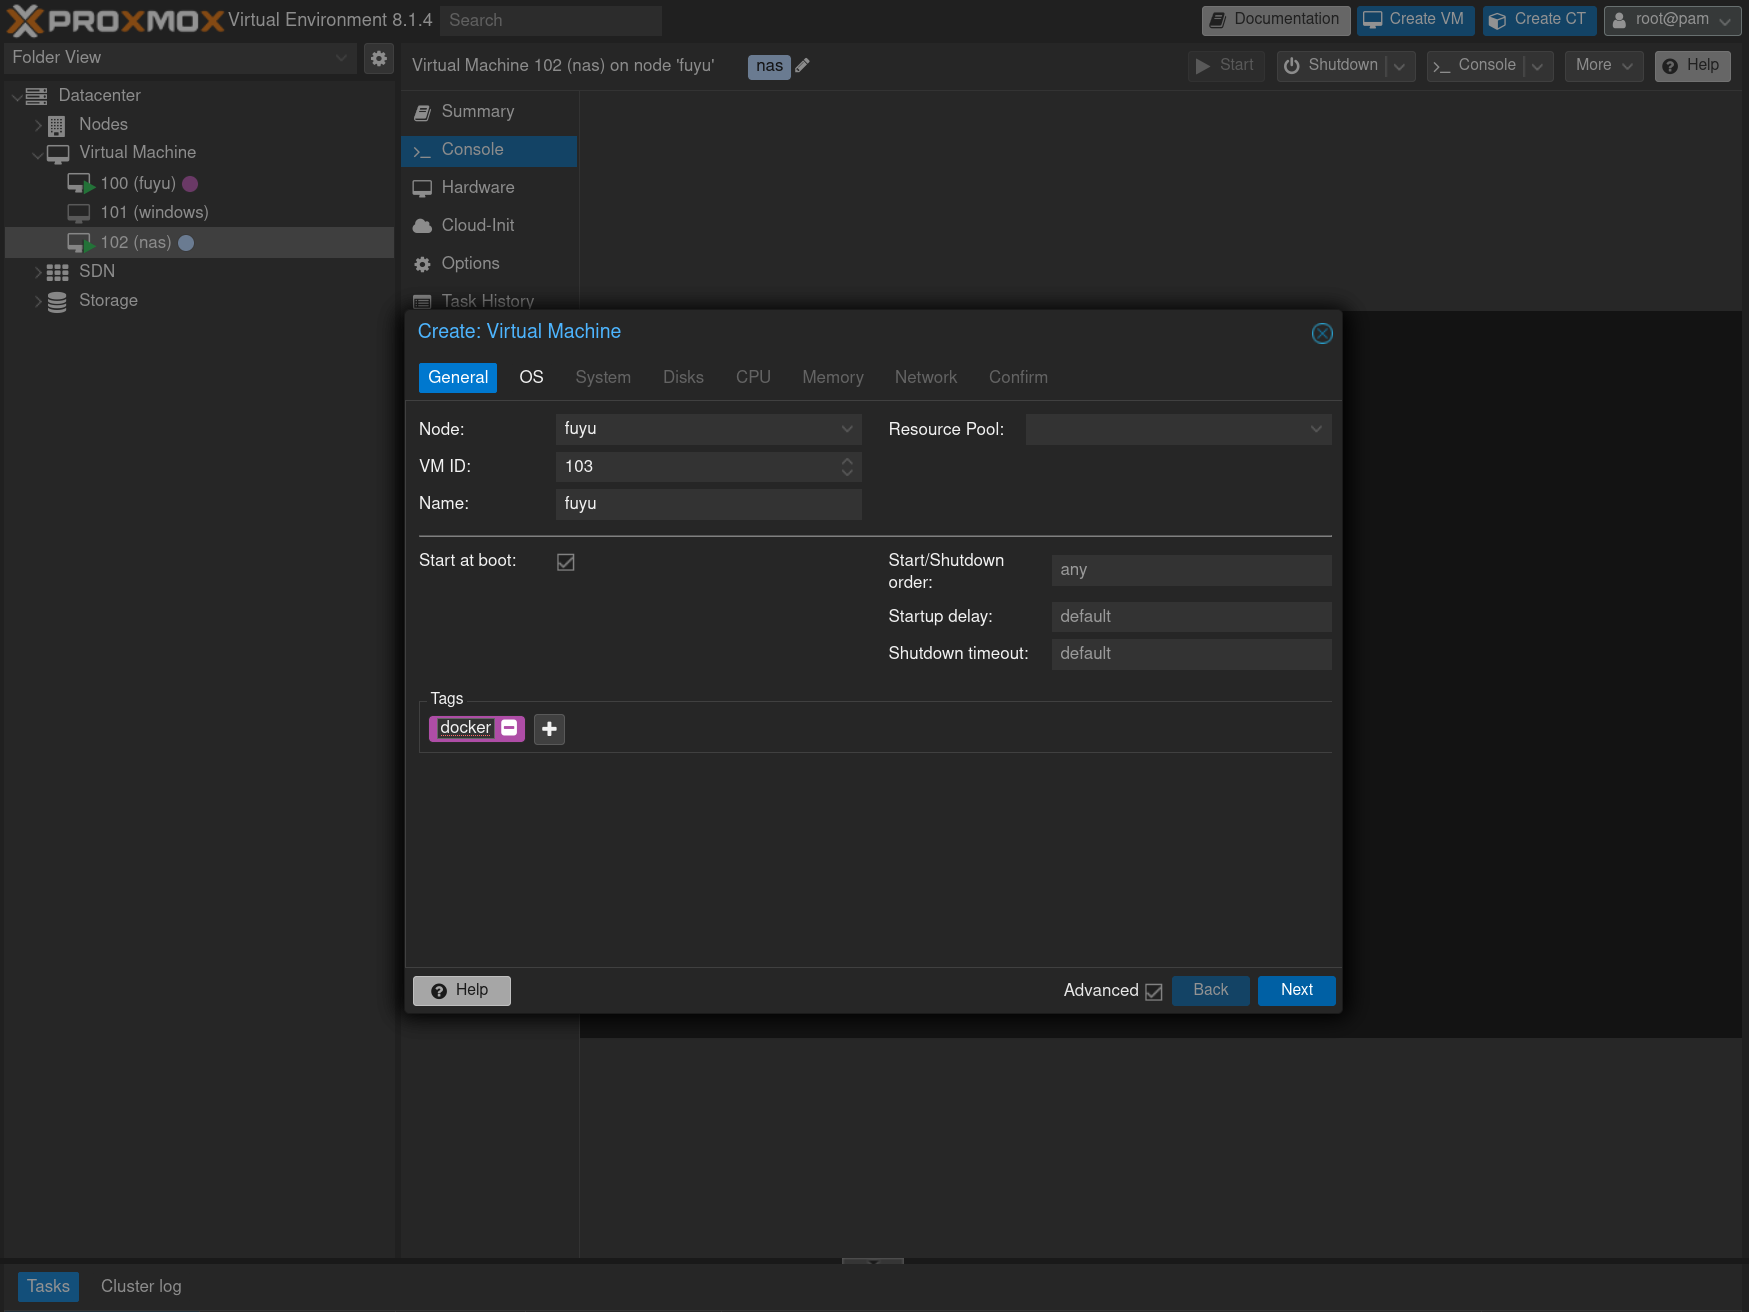 PROXMOX Virtual Environment 8.1.4 Search Documentation Create VM Create CT root@pam
Folder View
Virtual Machine 102 (nas) on node 'fuyu' nas Start Shutdown Console More Help
Datacenter
Nodes
Virtual Machine
100 (fuyu)
101 (windows)
102 (nas)
SDN
Storage
Summary
Console
Hardware
Cloud-Init
Options
Task History
Create: Virtual Machine
General OS System Disks CPU Memory Network Confirm
Node: fuyu Resource Pool:
VM ID: 103
Name: fuyu
Start at boot: Start/Shutdown
order: any
Startup delay: default
Shutdown timeout: default
Tags
docker
Help Advanced Back Next
Tasks Cluster log